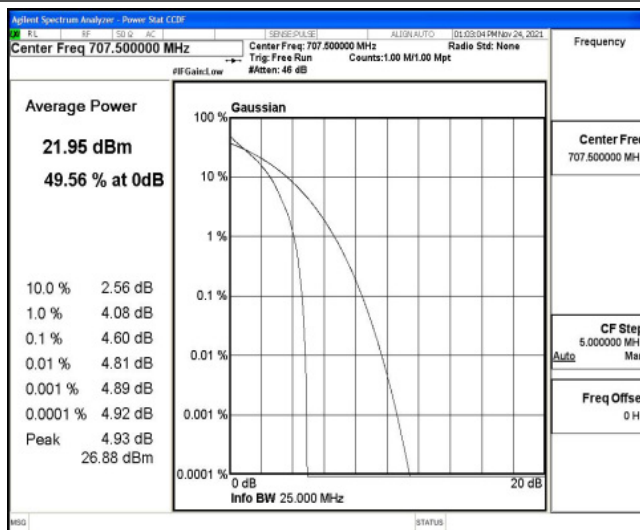 Agilent Spectrum Analyzer - Power Stat CCDF
RL RF 50 Ω AC SENSE:PULSE ALIGN AUTO 01:03:04 PM Nov 24, 2021
Center Freq 707.500000 MHz
Center Freq: 707.500000 MHz Radio Std: None
Trig: Free Run Counts:1.00 M/1.00 Mpt
#IFGain:Low #Atten: 46 dB
Frequency
Average Power
21.95 dBm
49.56 % at 0dB
10.0 % 2.56 dB
1.0 % 4.08 dB
0.1 % 4.60 dB
0.01 % 4.81 dB
0.001 % 4.89 dB
0.0001 % 4.92 dB
Peak 4.93 dB
26.88 dBm
Gaussian
100 %
10 %
1 %
0.1 %
0.01 %
0.001 %
0.0001 %
0 dB 20 dB
Info BW 25.000 MHz
Center Freq
707.500000 MH
CF Step
5.000000 MH
Auto Man
Freq Offse
0 H
MSG STATUS